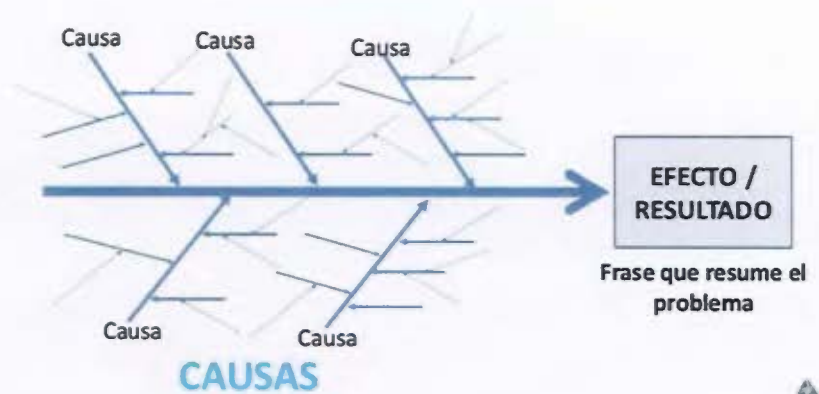 Causa
Causa
Causa
EFECTO /
RESULTADO
Frase que resume el
problema
Causa
Causa
CAUSAS